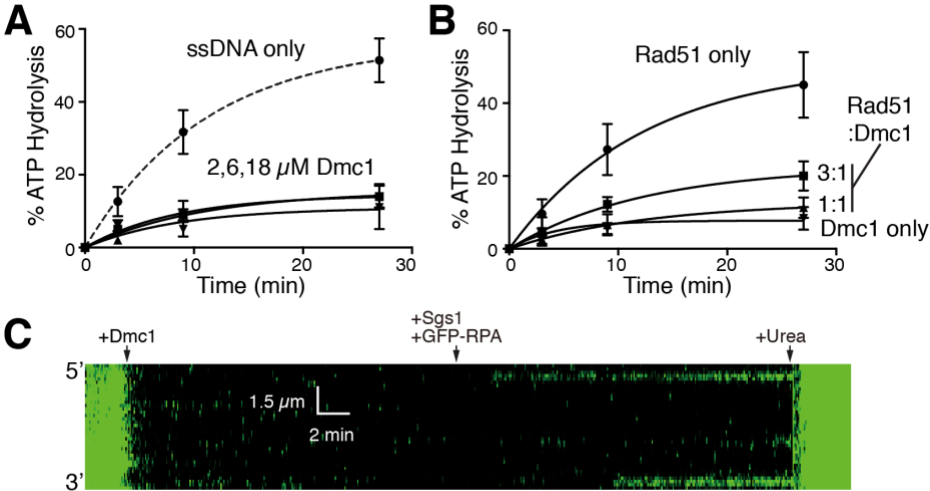 A
60
40
20
0
% ATP Hydrolysis
ssDNA only
2,6,18 µM Dmc1
0 10 20 30
Time (min)
B
60
40
20
0
% ATP Hydrolysis
Rad51 only
Rad51
:Dmc1
3:1
1:1
Dmc1 only
0 10 20 30
Time (min)
C
+Dmc1
+Sgs1
+GFP-RPA
+Urea
5’
3’
1.5 µm
2 min